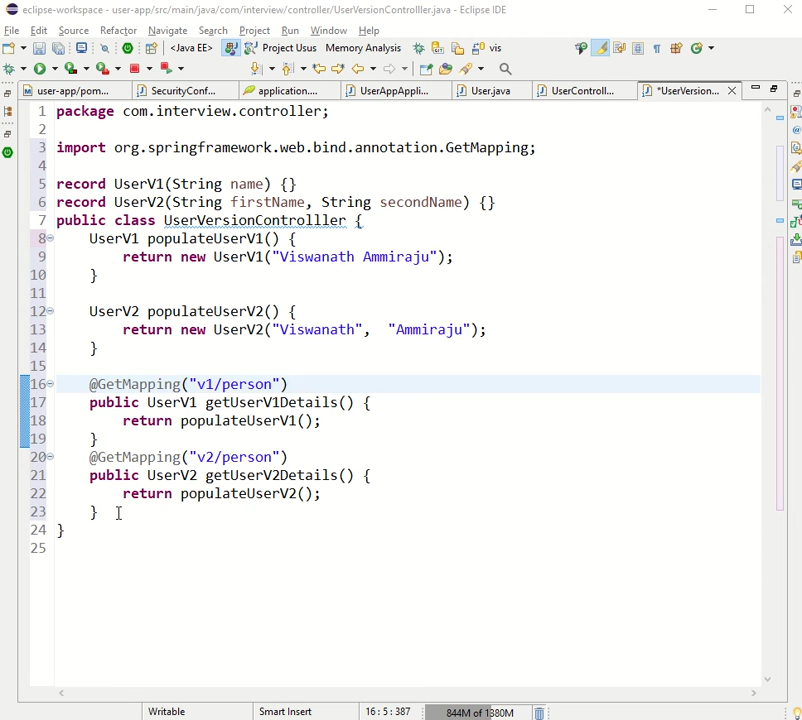 eclipse-workspace - user-app/src/main/java/com/interview/controller/UserVersionControlller.java - Eclipse IDE
File Edit Source Refactor Navigate Search Project Run Window Help
<Java EE> Project Usus Memory Analysis vis
user-app/pom... SecurityConf... application.... UserAppAppli... User.java UserControll... *UserVersion...
1 package com.interview.controller;
2
3 import org.springframework.web.bind.annotation.GetMapping;
4
5 record UserV1(String name) {}
6 record UserV2(String firstName, String secondName) {}
7 public class UserVersionControlller {
8 UserV1 populateUserV1() {
9 return new UserV1("Viswanath Ammiraju");
10 }
11
12 UserV2 populateUserV2() {
13 return new UserV2("Viswanath", "Ammiraju");
14 }
15
16 @GetMapping("v1/person")
17 public UserV1 getUserV1Details() {
18 return populateUserV1();
19 }
20 @GetMapping("v2/person")
21 public UserV2 getUserV2Details() {
22 return populateUserV2();
23 }
24 }
25
Writable Smart Insert 16 : 5 : 387 844M of 1380M